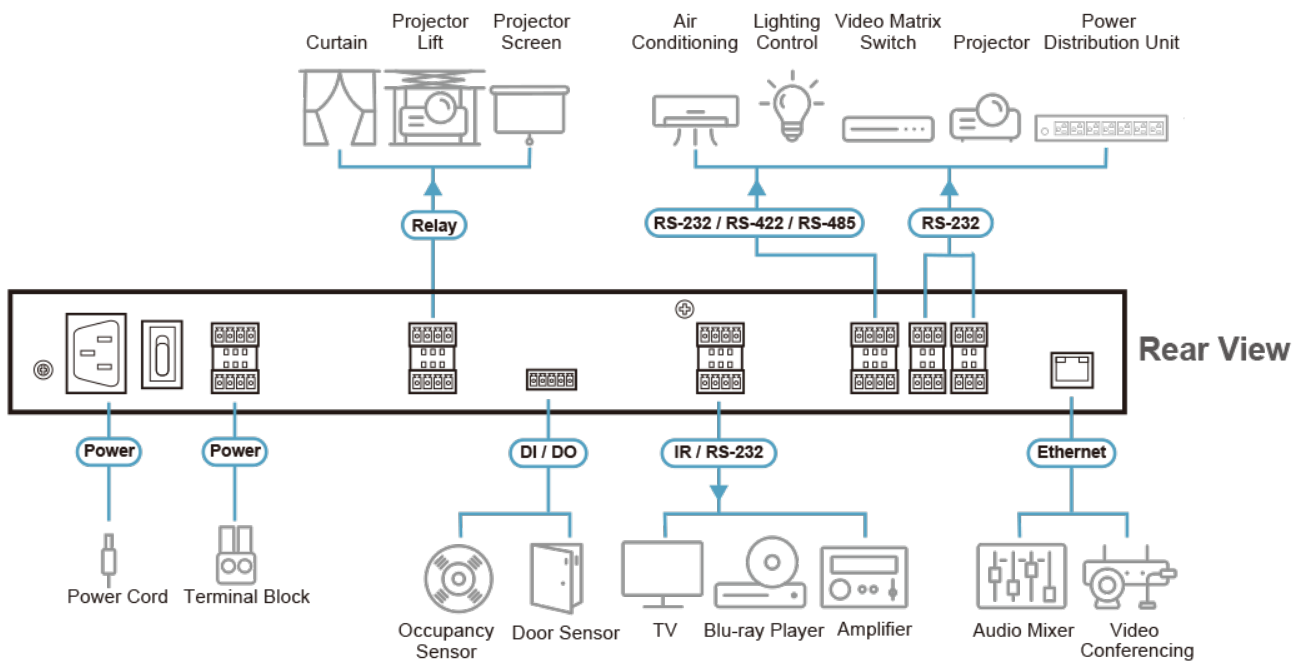 Curtain
Projector
Lift
Projector
Screen
Air
Conditioning
Lighting
Control
Video Matrix
Switch
Projector
Power
Distribution Unit
Relay
RS-232 / RS-422 / RS-485
RS-232
Rear View
Power
Power
DI / DO
IR / RS-232
Ethernet
Power Cord
Terminal Block
Occupancy
Sensor
Door Sensor
TV
Blu-ray Player
Amplifier
Audio Mixer
Video
Conferencing